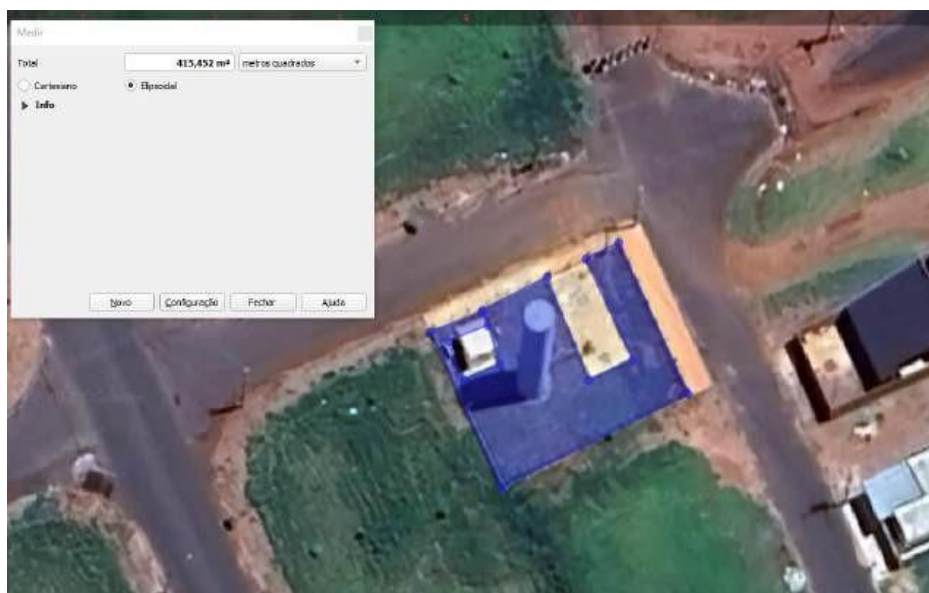 Medir
Total 415,452 m² metros quadrados
Cartesiano Elipsoidal
Info
Novo Configuração Fechar Ajuda